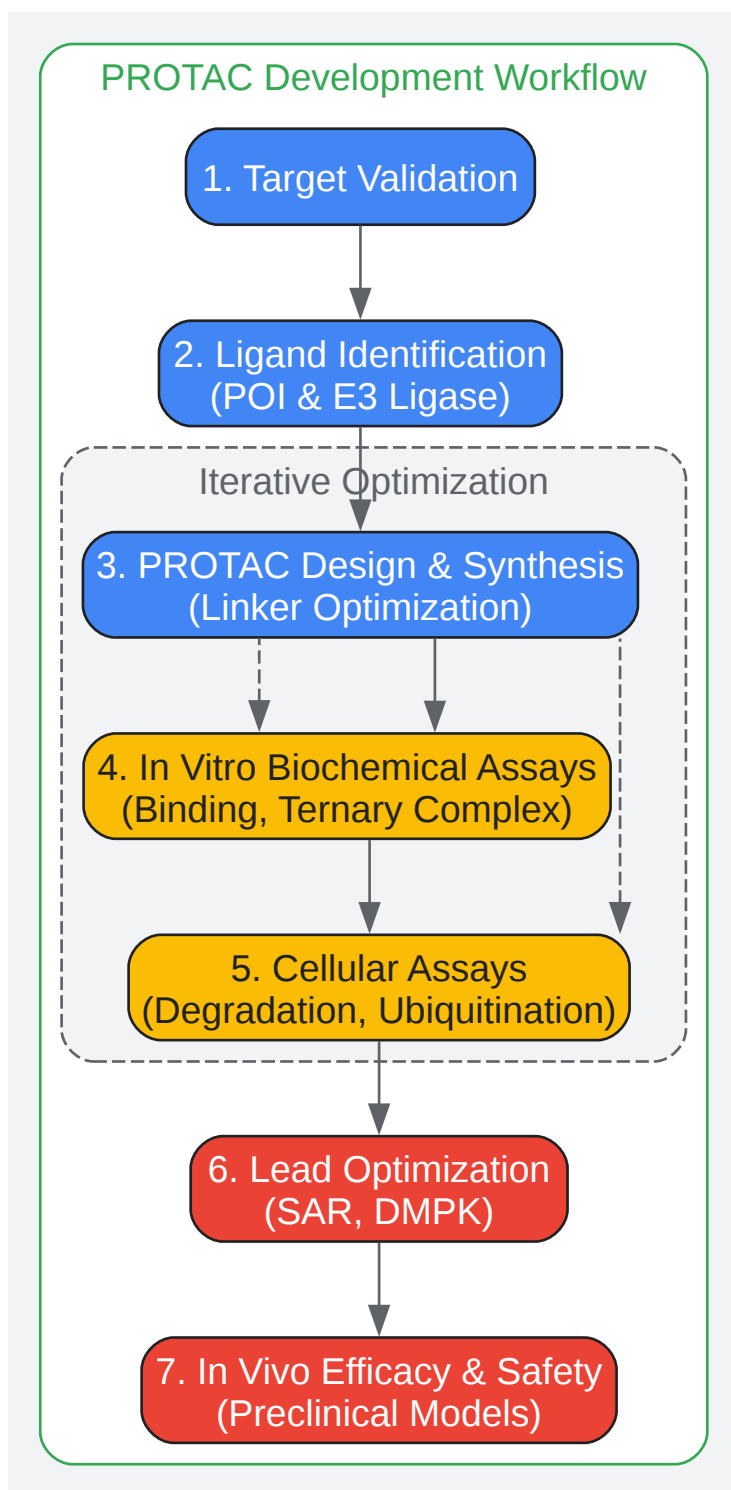 PROTAC Development Workflow
1. Target Validation
2. Ligand Identification
(POI & E3 Ligase)
Iterative Optimization
3. PROTAC Design & Synthesis
(Linker Optimization)
4. In Vitro Biochemical Assays
(Binding, Ternary Complex)
5. Cellular Assays
(Degradation, Ubiquitination)
6. Lead Optimization
(SAR, DMPK)
7. In Vivo Efficacy & Safety
(Preclinical Models)